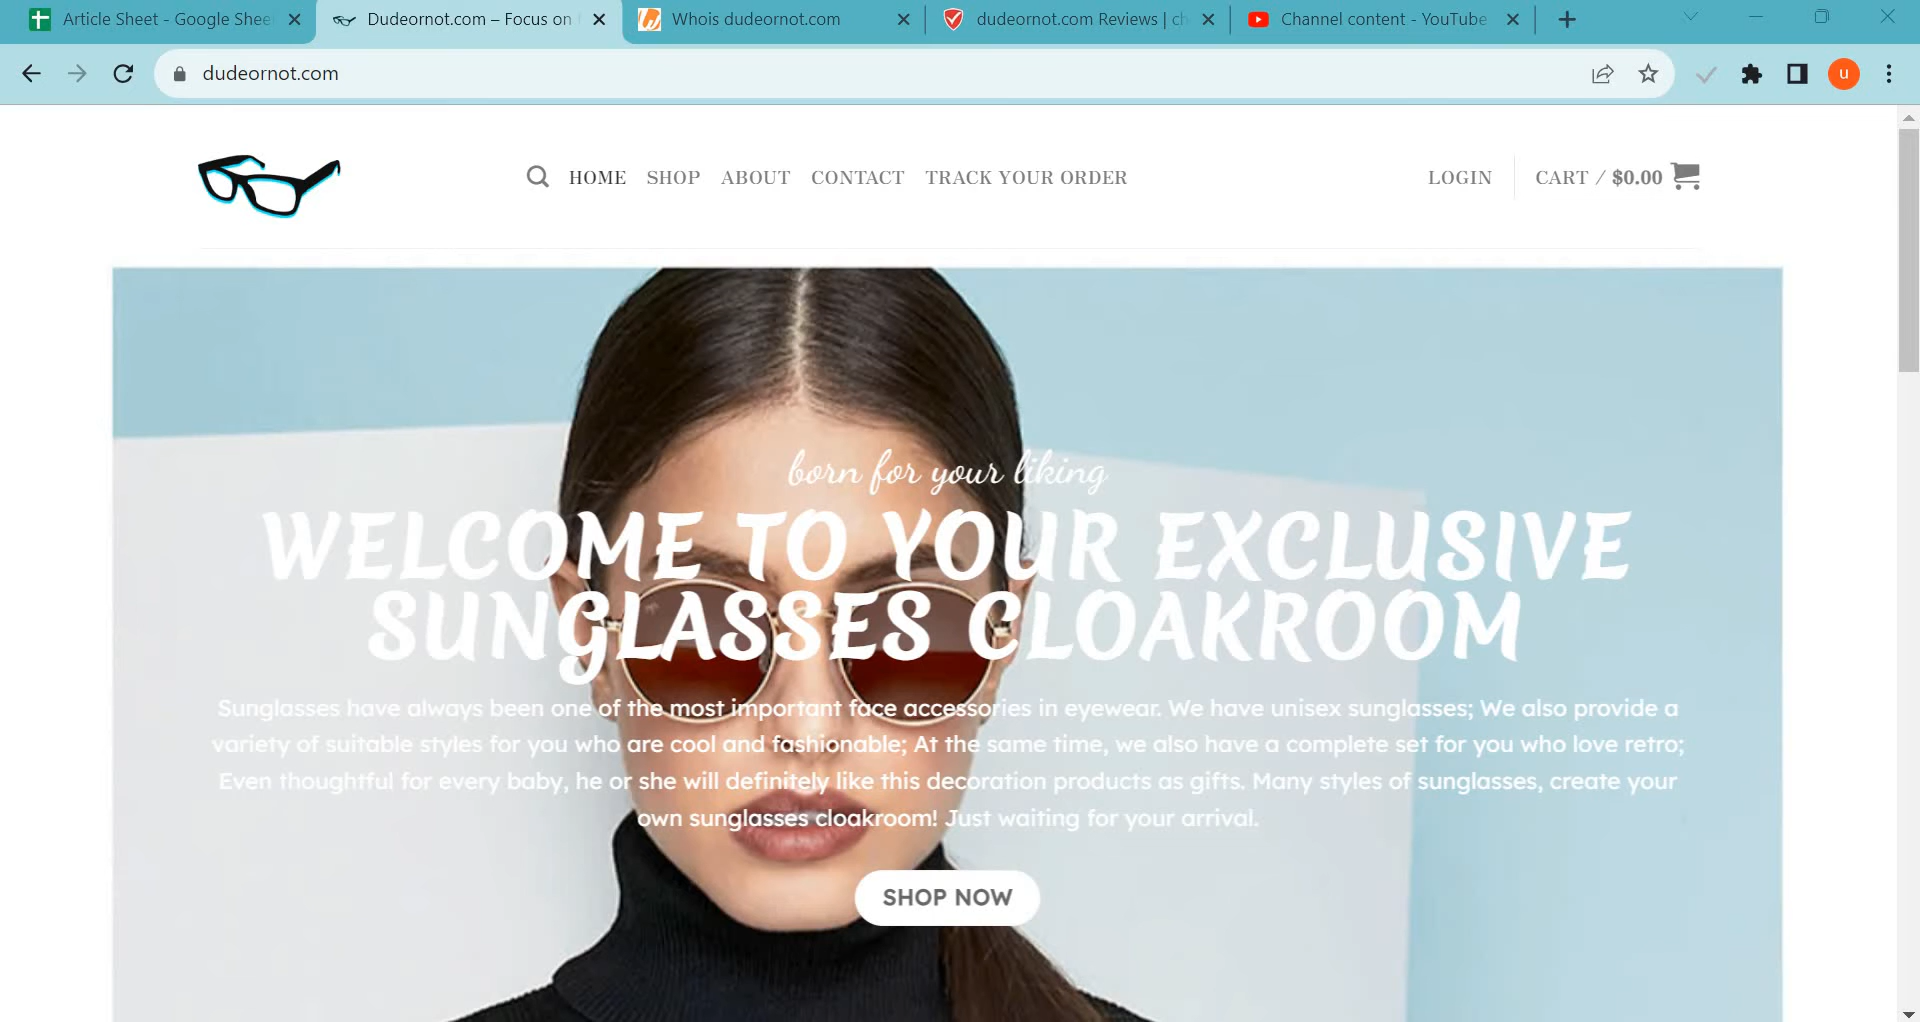 Article Sheet - Google Shee
Dudeornot.com – Focus on
Whois dudeornot.com
dudeornot.com Reviews | ch
Channel content - YouTube
dudeornot.com
u
HOME SHOP ABOUT CONTACT TRACK YOUR ORDER
LOGIN
CART / $0.00
born for your liking
WELCOME TO YOUR EXCLUSIVE
SUNGLASSES CLOAKROOM
Sunglasses have always been one of the most important face accessories in eyewear. We have unisex sunglasses; We also provide a
variety of suitable styles for you who are cool and fashionable; At the same time, we also have a complete set for you who love retro;
Even thoughtful for every baby, he or she will definitely like this decoration products as gifts. Many styles of sunglasses, create your
own sunglasses cloakroom! Just waiting for your arrival.
SHOP NOW